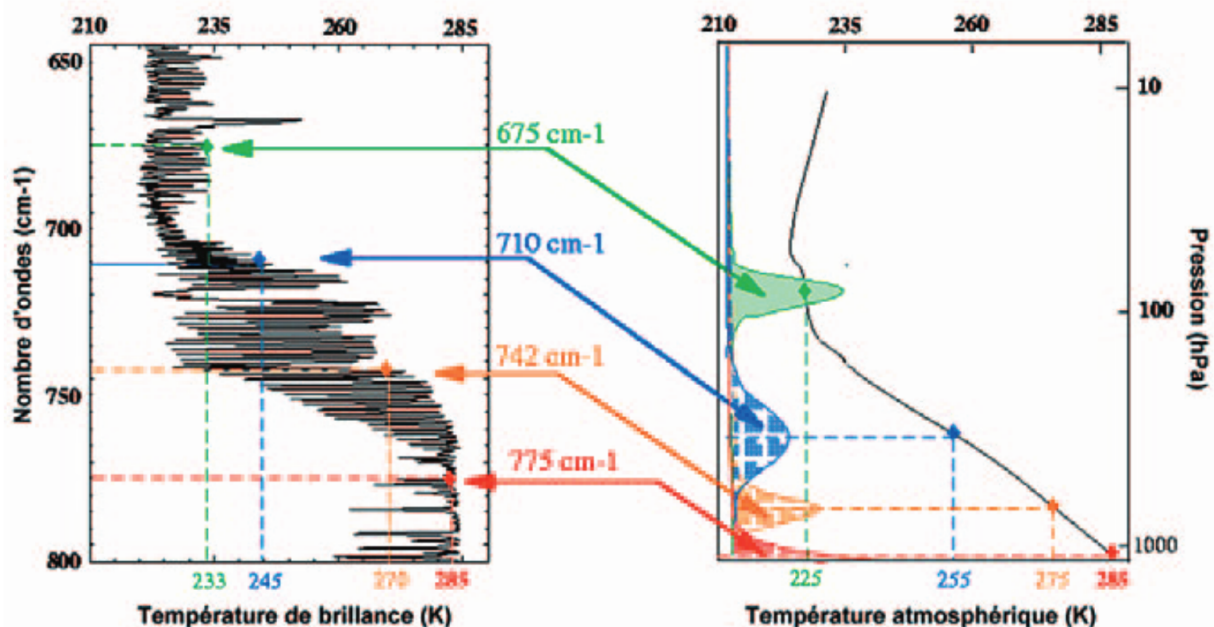 210 235 260 285
650
700
750
800
Nombre d'ondes (cm-1)
233 245 270 285
Température de brillance (K)
675 cm-1
710 cm-1
742 cm-1
775 cm-1
210 235 260 285
10
100
1000
Pression (hPa)
225 255 275 285
Température atmosphérique (K)